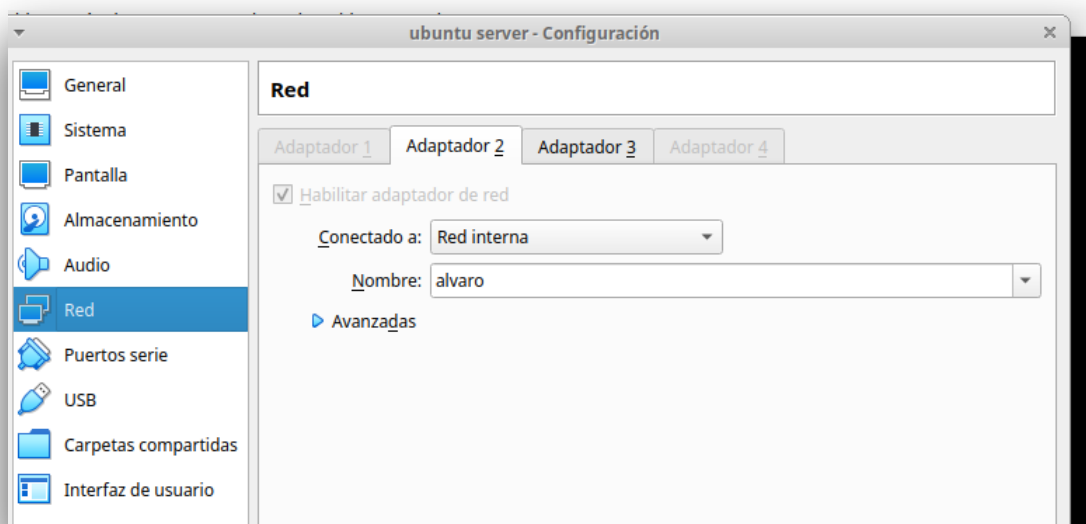 ubuntu server - Configuración
General
Sistema
Pantalla
Almacenamiento
Audio
Red
Puertos serie
USB
Carpetas compartidas
Interfaz de usuario
Red
Adaptador 1 Adaptador 2 Adaptador 3 Adaptador 4
Habilitar adaptador de red
Conectado a: Red interna
Nombre: alvaro
Avanzadas